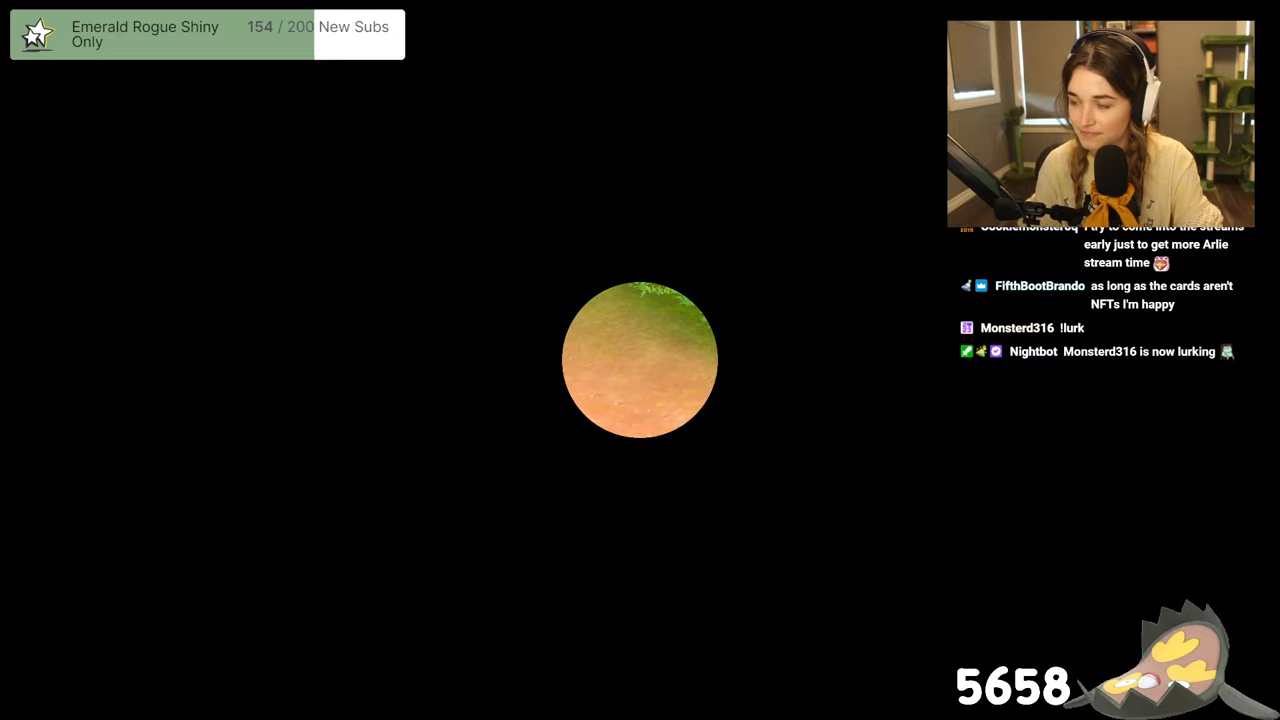 Emerald Rogue Shiny Only
154 / 200 New Subs
early just to get more Arlie
stream time
FifthBootBrando as long as the cards aren't
NFTs I'm happy
Monsterd316 !lurk
Nightbot Monsterd316 is now lurking
5658